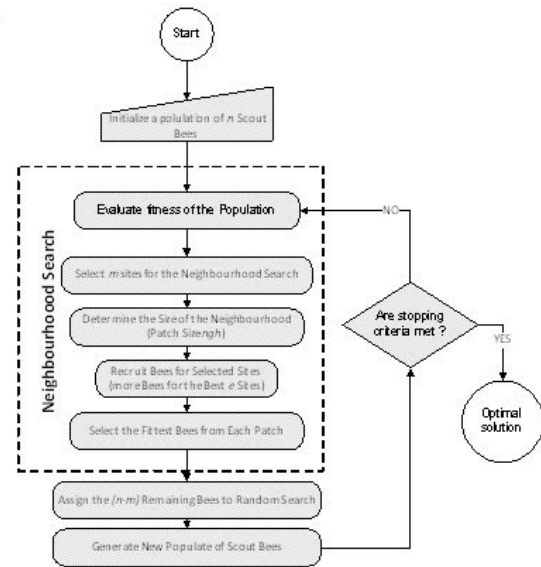 Start
Initialize a polulation of n Scout
Bees
Neighbourhoood Search
Evaluate fitness of the Population
Select m sites for the Neighbourhood Search
Determine the Size of the Neighbourhood
(Patch Size ngh)
Recruit Bees for Selected Sites
(more Bees for the Best e Sites)
Select the Fittest Bees from Each Patch
Assign the (n-m) Remaining Bees to Random Search
Generate New Populate of Scout Bees
NO
Are stopping
criteria met ?
YES
Optimal
solution